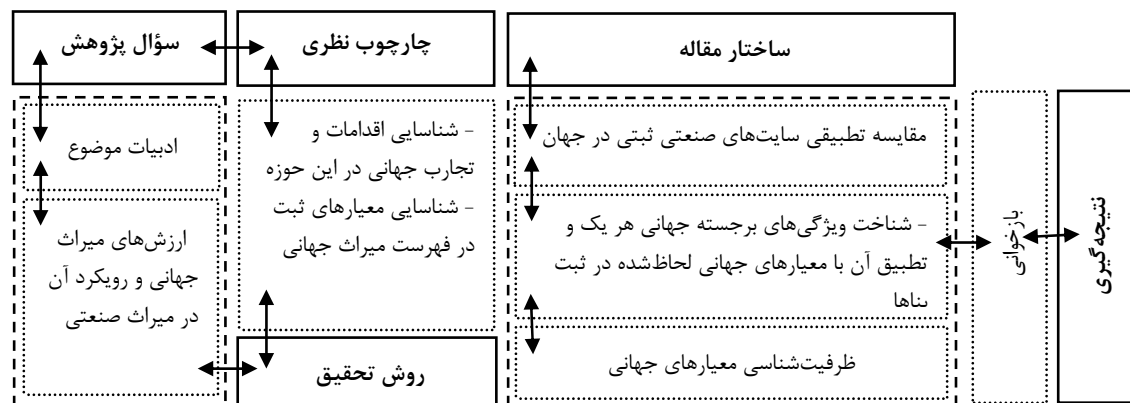 سؤال پژوهش
چارچوب نظری
ساختار مقاله
ادبیات موضوع
ارزش‌های میراث
جهانی و رویکرد آن
در میراث صنعتی
- شناسایی اقدامات و
تجارب جهانی در این حوزه
- شناسایی معیارهای ثبت
در فهرست میراث جهانی
روش تحقیق
مقایسه تطبیقی سایت‌های صنعتی ثبتی در جهان
- شناخت ویژگی‌های برجسته جهانی هر یک و
تطبیق آن با معیارهای جهانی لحاظ‌شده در ثبت
بناها
ظرفیت‌شناسی معیارهای جهانی
بازخوانی
نتیجه‌گیری